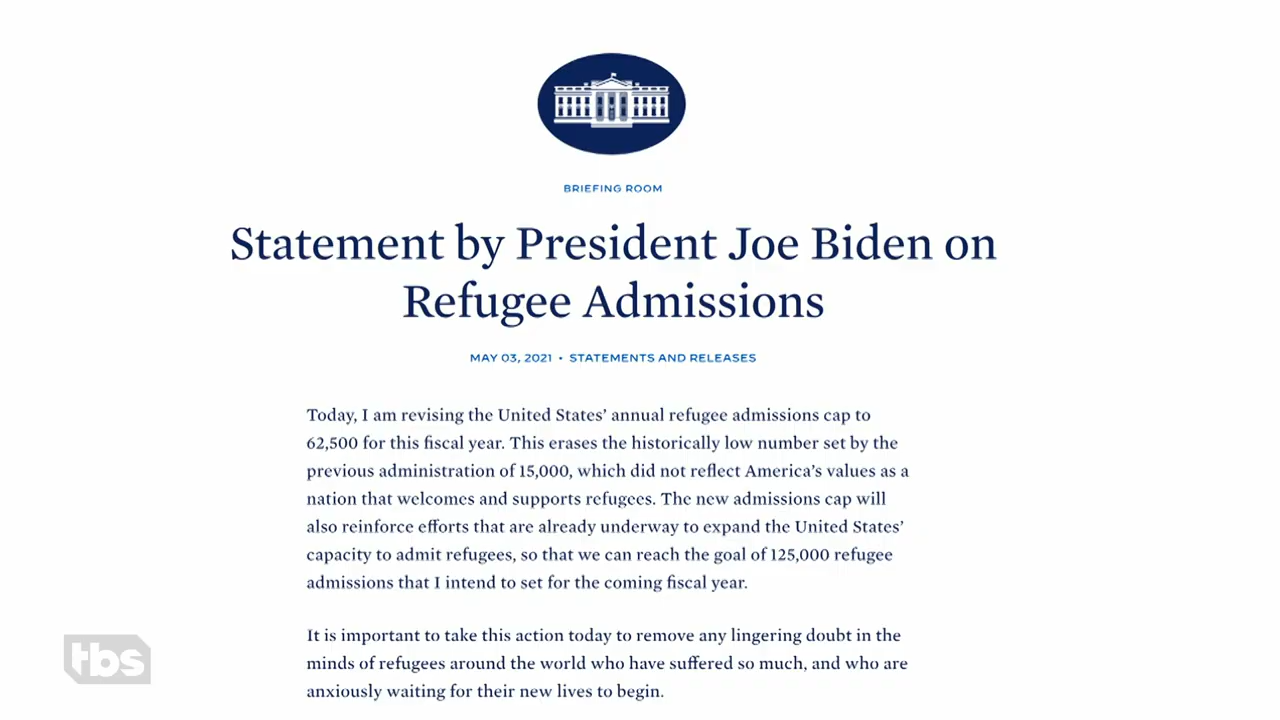 BRIEFING ROOM
Statement by President Joe Biden on
Refugee Admissions
MAY 03, 2021 • STATEMENTS AND RELEASES
Today, I am revising the United States’ annual refugee admissions cap to
62,500 for this fiscal year. This erases the historically low number set by the
previous administration of 15,000, which did not reflect America’s values as a
nation that welcomes and supports refugees. The new admissions cap will
also reinforce efforts that are already underway to expand the United States’
capacity to admit refugees, so that we can reach the goal of 125,000 refugee
admissions that I intend to set for the coming fiscal year.
It is important to take this action today to remove any lingering doubt in the
minds of refugees around the world who have suffered so much, and who are
anxiously waiting for their new lives to begin.
tbs